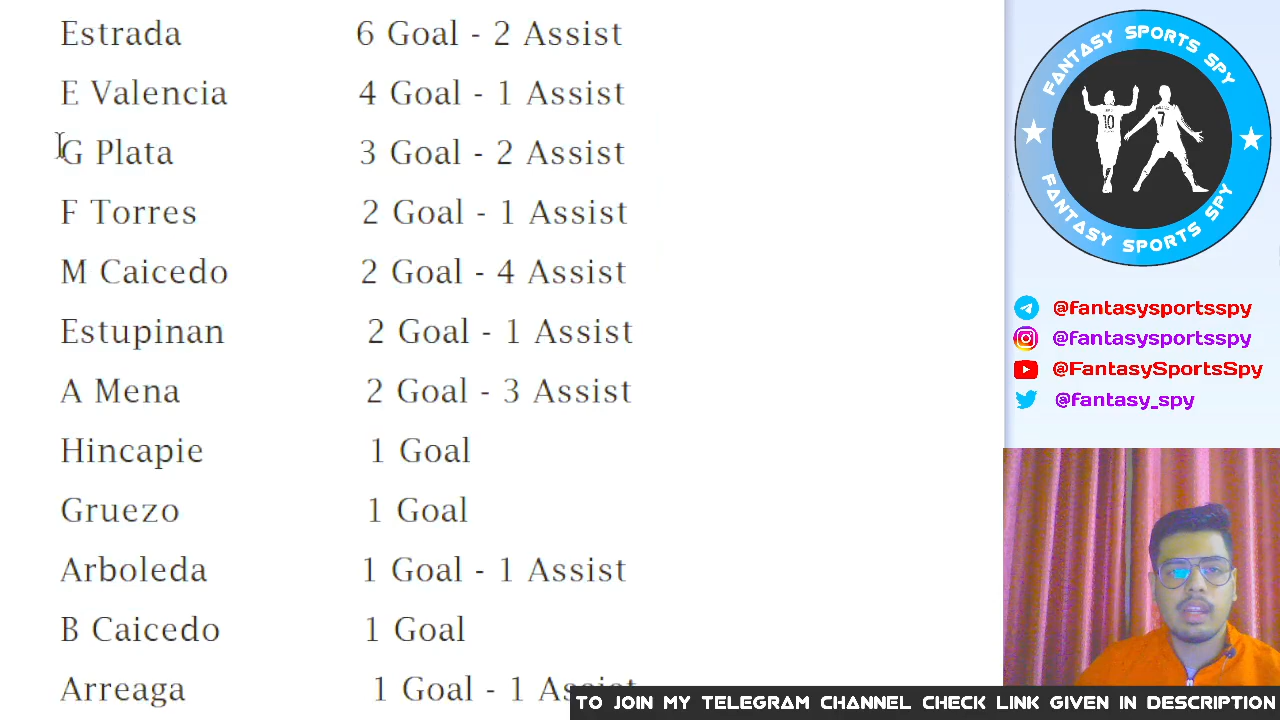 Estrada 6 Goal - 2 Assist
E Valencia 4 Goal - 1 Assist
G Plata 3 Goal - 2 Assist
F Torres 2 Goal - 1 Assist
M Caicedo 2 Goal - 4 Assist
Estupinan 2 Goal - 1 Assist
A Mena 2 Goal - 3 Assist
Hincapie 1 Goal
Gruezo 1 Goal
Arboleda 1 Goal - 1 Assist
B Caicedo 1 Goal
Arreaga 1 Goal - 1 Assist
FANTASY SPORTS SPY
10
7
FANTASY SPORTS SPY
@fantasysportsspy
@fantasysportsspy
@FantasySportsSpy
@fantasy_spy
TO JOIN MY TELEGRAM CHANNEL CHECK LINK GIVEN IN DESCRIPTION